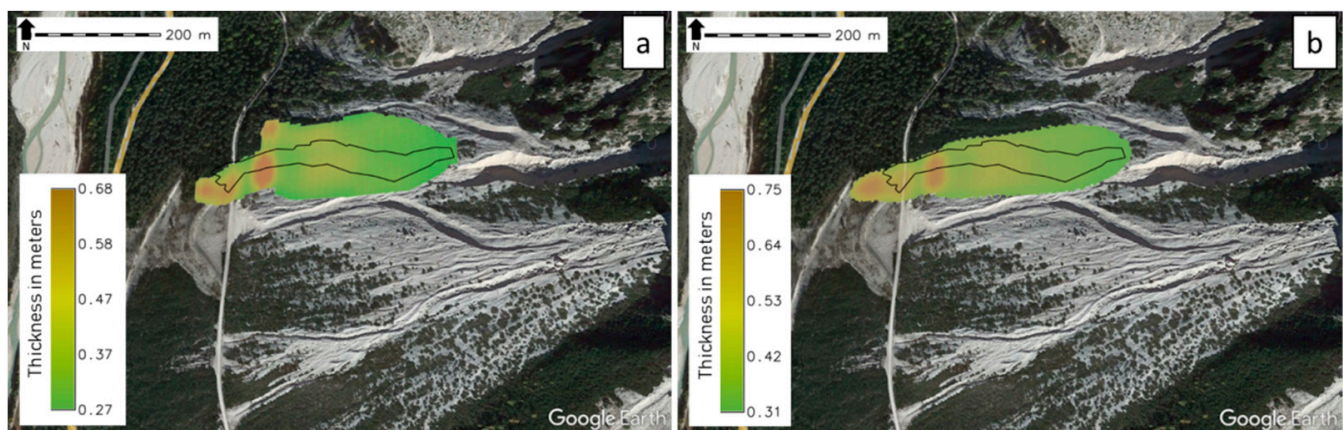 N
200 m
a
Thickness in meters
0.68
0.58
0.47
0.37
0.27
Google Earth
N
200 m
b
Thickness in meters
0.75
0.64
0.53
0.42
0.31
Google Earth